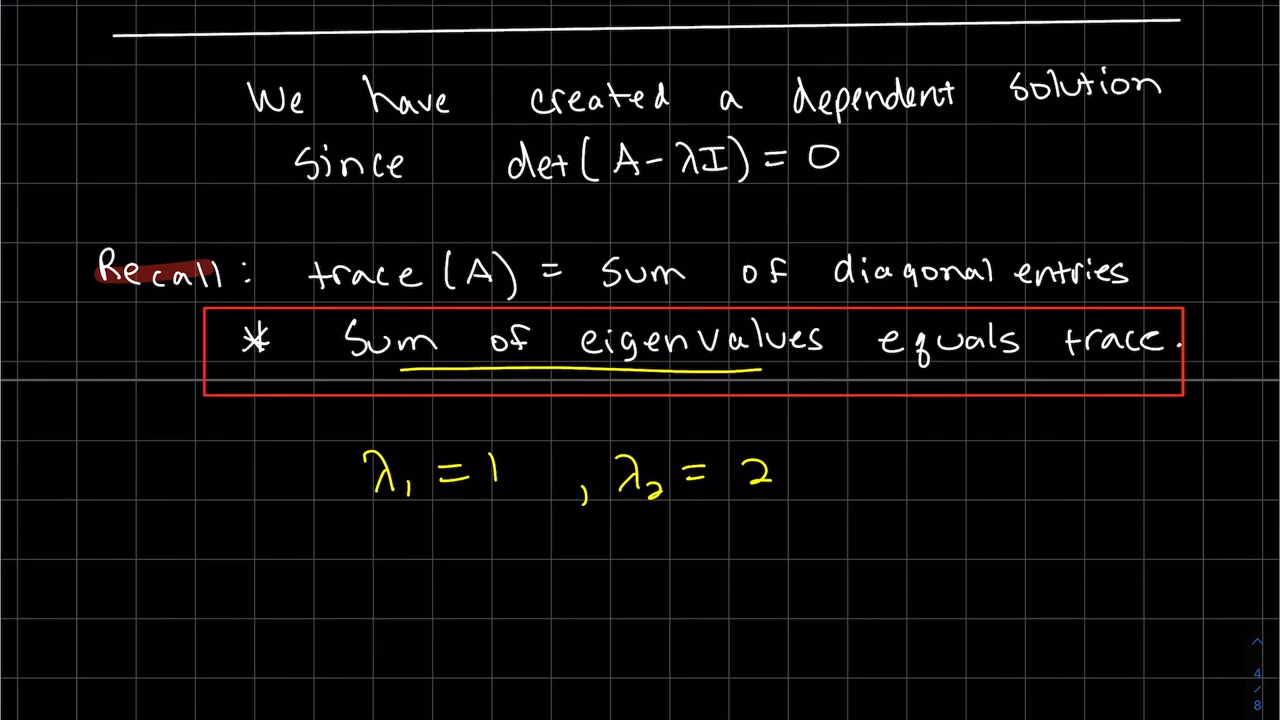 We have created a dependent solution
since det(A-λI)=0
Recall: trace(A) = Sum of diagonal entries
* Sum of eigenvalues equals trace.
λ₁=1 , λ₂=2
4
/
8